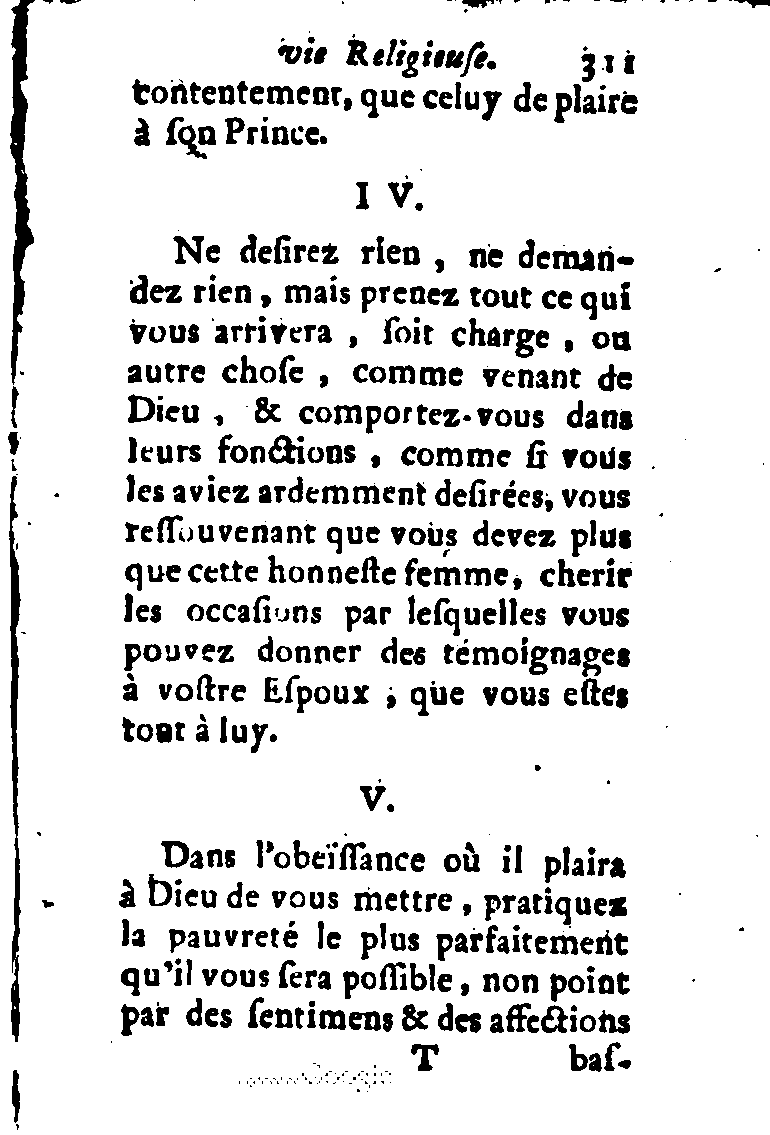 vie Religieuſe. 311
contentement, que celuy de plaire
à ſon Prince.
I V.
Ne deſirez rien , ne deman-
dez rien , mais prenez tout ce qui
vous arrivera , ſoit charge , ou
autre choſe , comme venant de
Dieu , & comportez-vous dans
leurs fonctions , comme ſi vous
les aviez ardemment deſirées, vous
reſſouvenant que vous devez plus
que cette honneſte femme, cherir
les occaſions par leſquelles vous
pouvez donner des témoignages
à voſtre Eſpoux , que vous eſtes
tout à luy.
V.
Dans l'obeïſſance où il plaira
à Dieu de vous mettre , pratiquez
la pauvreté le plus parfaitement
qu'il vous ſera poſſible, non point
par des ſentimens & des affections
T baſ-
Google